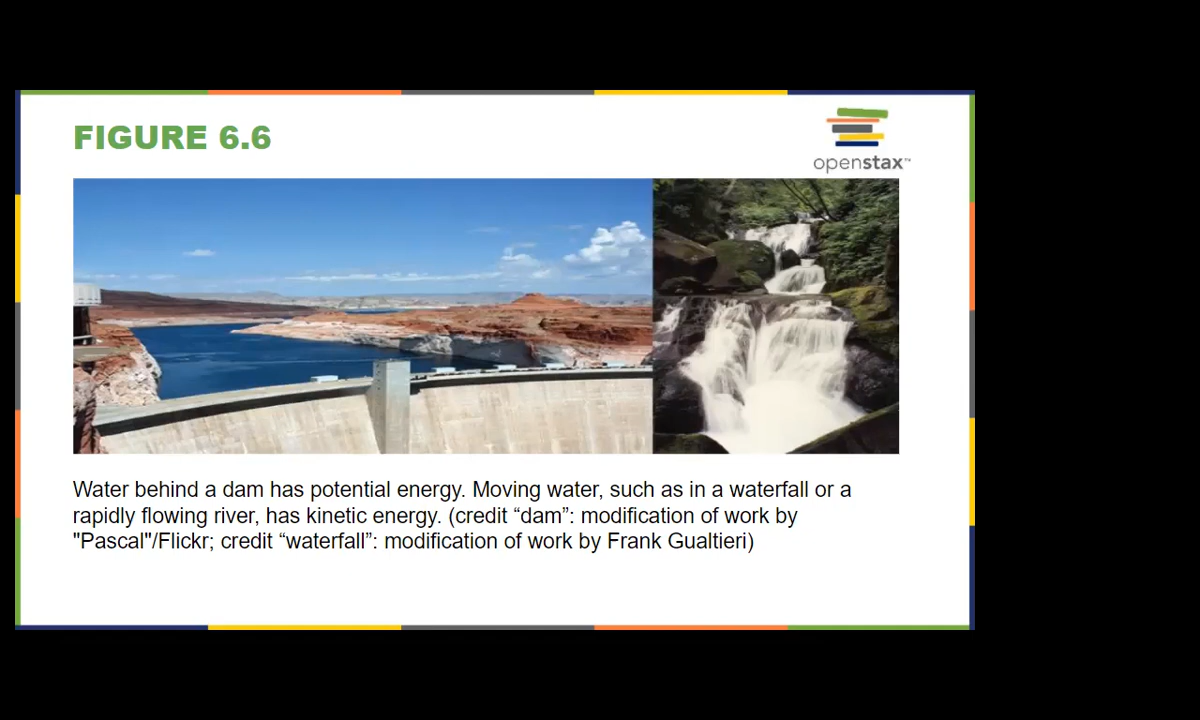 FIGURE 6.6
openstax™
Water behind a dam has potential energy. Moving water, such as in a waterfall or a
rapidly flowing river, has kinetic energy. (credit “dam”: modification of work by
"Pascal"/Flickr; credit “waterfall”: modification of work by Frank Gualtieri)